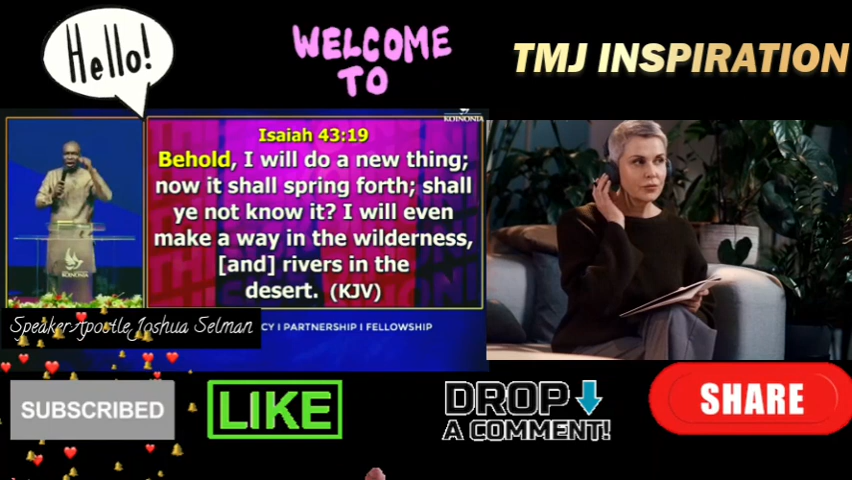 Hello!
WELCOME
TO
TMJ INSPIRATION
KOINONIA
Isaiah 43:19
Behold, I will do a new thing;
now it shall spring forth; shall
ye not know it? I will even
make a way in the wilderness,
[and] rivers in the
desert. (KJV)
KOINONIA
Speaker Apostle Joshua Selman
CY I PARTNERSHIP I FELLOWSHIP
SUBSCRIBED
LIKE
DROP
A COMMENT!
SHARE